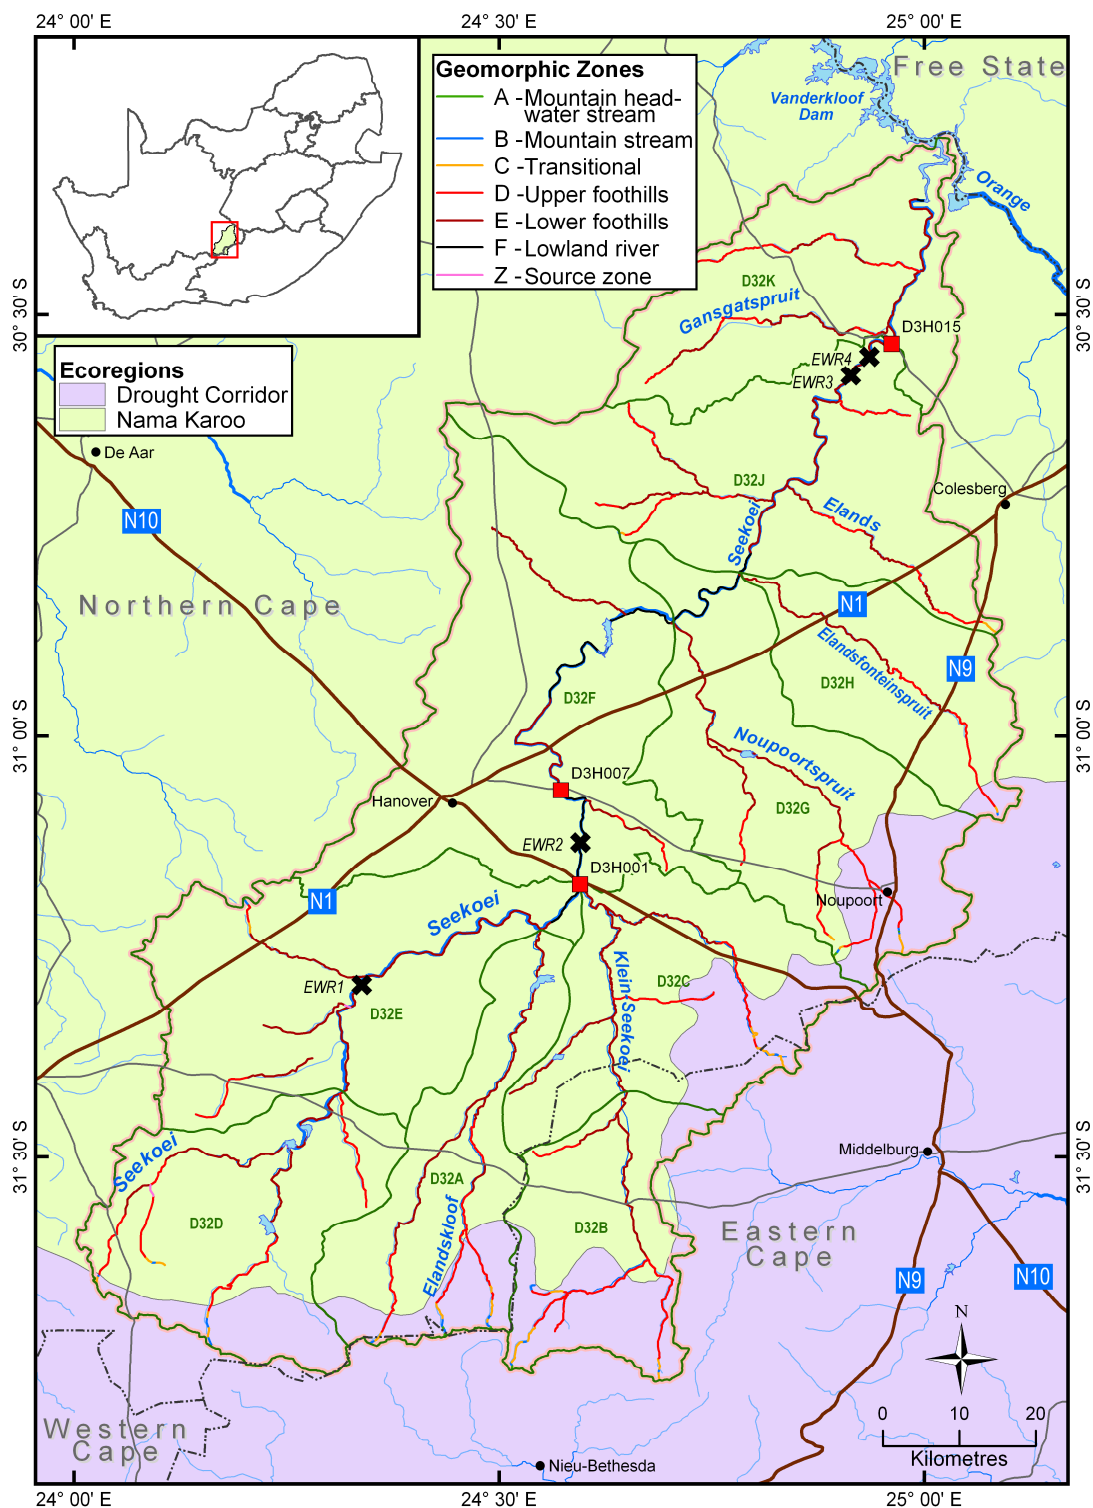 24° 00' E
24° 30' E
25° 00' E
Free State
Vanderkloof
Dam
Orange
Geomorphic Zones
A - Mountain head-
water stream
B - Mountain stream
C - Transitional
D - Upper foothills
E - Lower foothills
F - Lowland river
Z - Source zone
D32K
Gansgatspruit
30° 30' S
30° 30' S
D3H015
EWR4
EWR3
Ecoregions
Drought Corridor
Nama Karoo
De Aar
N10
D32J
Colesberg
Elands
Seekoei
Northern Cape
N1
Elandsfonteinspruit
N9
D32F
D32H
31° 00' S
31° 00' S
Noupoortspruit
D3H007
Hanover
D32G
EWR2
D3H001
N1
Noupoort
Seekoei
Klein-Seekoei
EWR1
D32C
D32E
Seekoei
31° 30' S
31° 30' S
Middelburg
D32A
Elandskloof
D32D
D32B
Eastern
Cape
N9
N10
N
Western
Cape
0 10 20
Kilometres
Nieu-Bethesda
24° 00' E
24° 30' E
25° 00' E